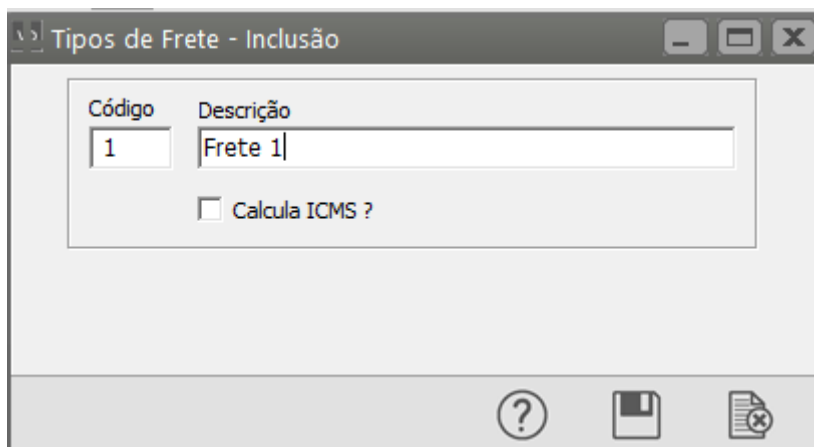 Tipos de Frete - Inclusão
Código Descrição
1 Frete 1
Calcula ICMS ?